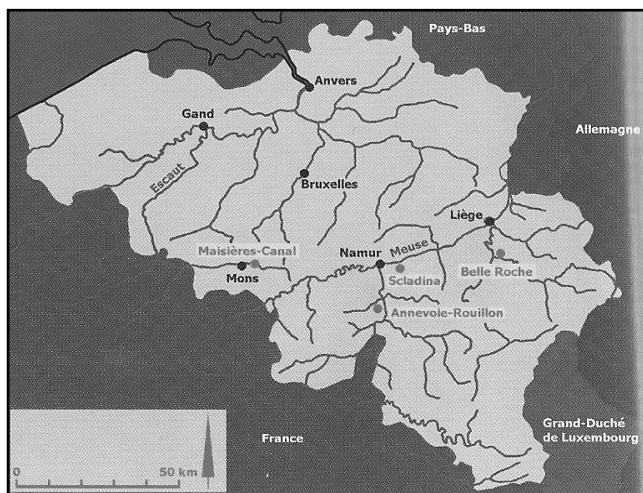 Pays-Bas
Anvers
Gand
Allemagne
Escaut
Bruxelles
Liège
Maisières-Canal
Namur
Meuse
Mons
Scladina
Belle Roche
Annevoie-Rouillon
France
Grand-Duché
de Luxembourg
0
50 km